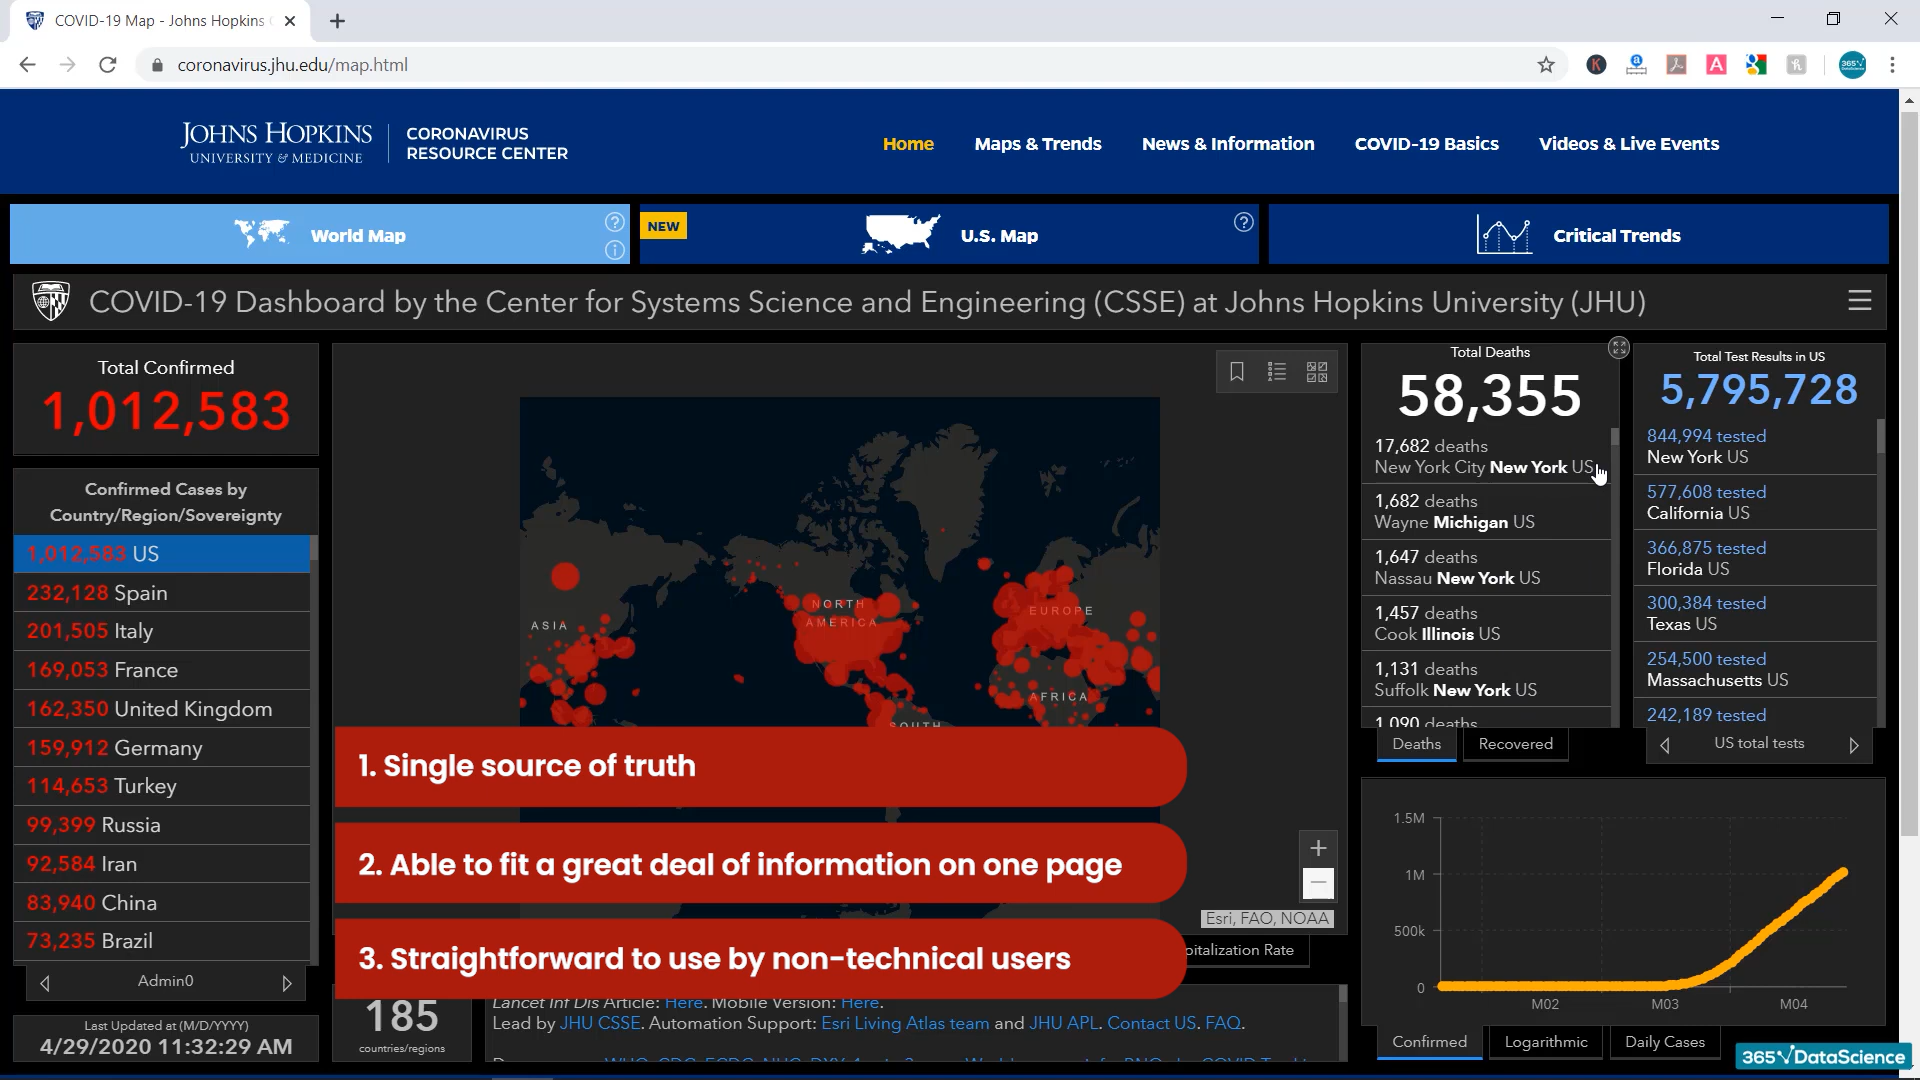 COVID-19 Map - Johns Hopkins
coronavirus.jhu.edu/map.html
JOHNS HOPKINS
UNIVERSITY & MEDICINE
CORONAVIRUS
RESOURCE CENTER
Home
Maps & Trends
News & Information
COVID-19 Basics
Videos & Live Events
World Map
NEW
U.S. Map
Critical Trends
COVID-19 Dashboard by the Center for Systems Science and Engineering (CSSE) at Johns Hopkins University (JHU)
Total Confirmed
1,012,583
Confirmed Cases by
Country/Region/Sovereignty
1,012,583 US
232,128 Spain
201,505 Italy
169,053 France
162,350 United Kingdom
159,912 Germany
114,653 Turkey
99,399 Russia
92,584 Iran
83,940 China
73,235 Brazil
Admin0
Last Updated at (M/D/YYYY)
4/29/2020 11:32:29 AM
ASIA
NORTH
AMERICA
EUROPE
AFRICA
SOUTH
1. Single source of truth
2. Able to fit a great deal of information on one page
3. Straightforward to use by non-technical users
Esri, FAO, NOAA
pitalization Rate
185
countries/regions
Lancet Inf Dis Article: Here. Mobile Version: Here.
Lead by JHU CSSE. Automation Support: Esri Living Atlas team and JHU APL. Contact US. FAQ.
Total Deaths
58,355
17,682 deaths
New York City New York US
1,682 deaths
Wayne Michigan US
1,647 deaths
Nassau New York US
1,457 deaths
Cook Illinois US
1,131 deaths
Suffolk New York US
1,090 deaths
Deaths
Recovered
Total Test Results in US
5,795,728
844,994 tested
New York US
577,608 tested
California US
366,875 tested
Florida US
300,384 tested
Texas US
254,500 tested
Massachusetts US
242,189 tested
US total tests
1.5M
1M
500k
0
M02
M03
M04
Confirmed
Logarithmic
Daily Cases
365 DataScience